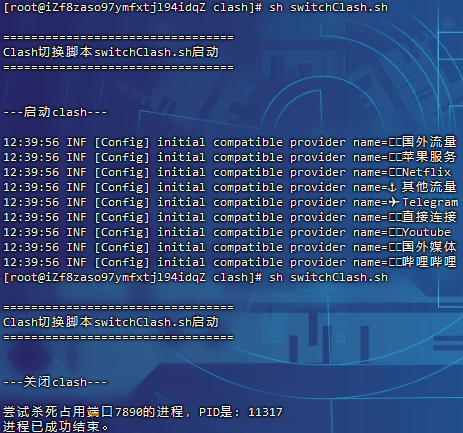 [root@iZf8zaso97ymfxtjl94idqZ clash]# sh switchClash.sh
=================================
Clash切换脚本switchClash.sh启动
=================================
---启动clash---
12:39:56 INF [Config] initial compatible provider name=□□国外流量
12:39:56 INF [Config] initial compatible provider name=□□苹果服务
12:39:56 INF [Config] initial compatible provider name=□□Netflix
12:39:56 INF [Config] initial compatible provider name=⚓其他流量
12:39:56 INF [Config] initial compatible provider name=✈Telegram
12:39:56 INF [Config] initial compatible provider name=□□直接连接
12:39:56 INF [Config] initial compatible provider name=□□Youtube
12:39:56 INF [Config] initial compatible provider name=□□国外媒体
12:39:56 INF [Config] initial compatible provider name=□□哔哩哔哩
[root@iZf8zaso97ymfxtjl94idqZ clash]# sh switchClash.sh
=================================
Clash切换脚本switchClash.sh启动
=================================
---关闭clash---
尝试杀死占用端口7890的进程, PID是: 11317
进程已成功结束。